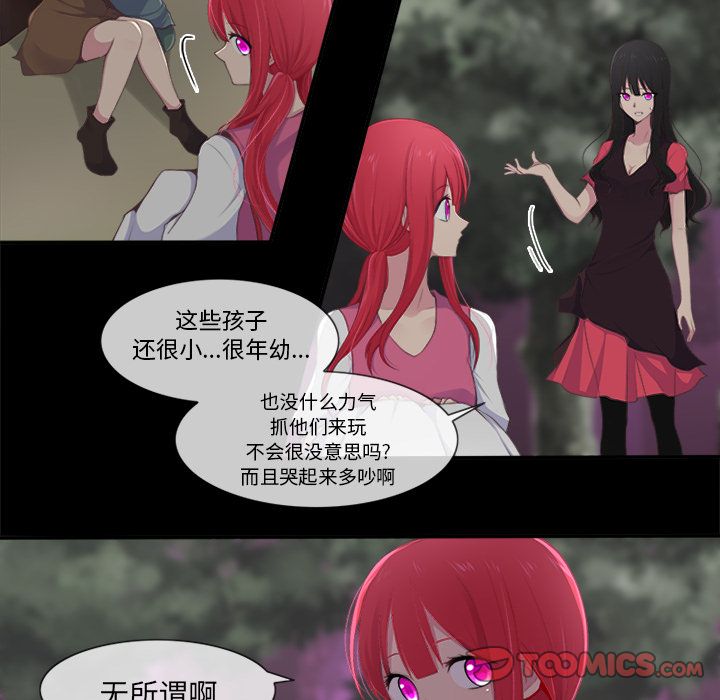 这些孩子
还很小...很年幼...
也没什么力气
抓他们来玩
不会很没意思吗?
而且哭起来多吵啊
无所谓啊
TOOMICS.COM